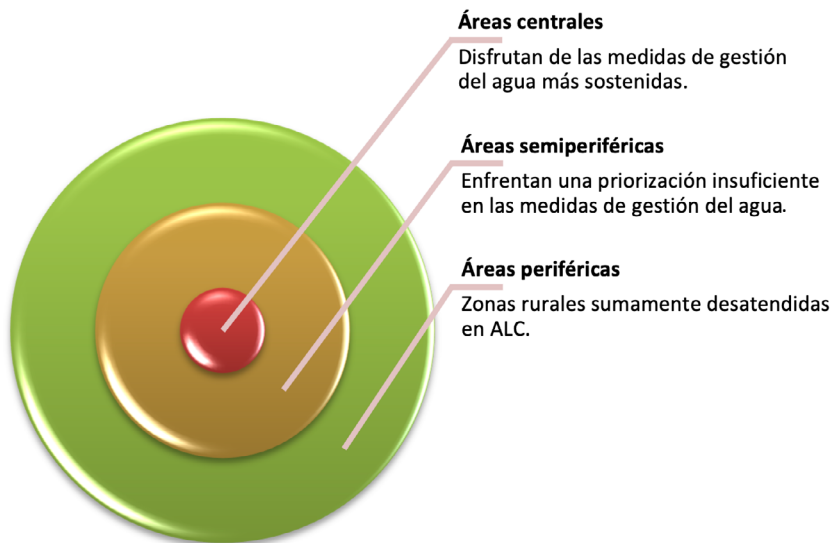 Áreas centrales
Disfrutan de las medidas de gestión
del agua más sostenidas.
Áreas semiperiféricas
Enfrentan una priorización insuficiente
en las medidas de gestión del agua.
Áreas periféricas
Zonas rurales sumamente desatendidas
en ALC.